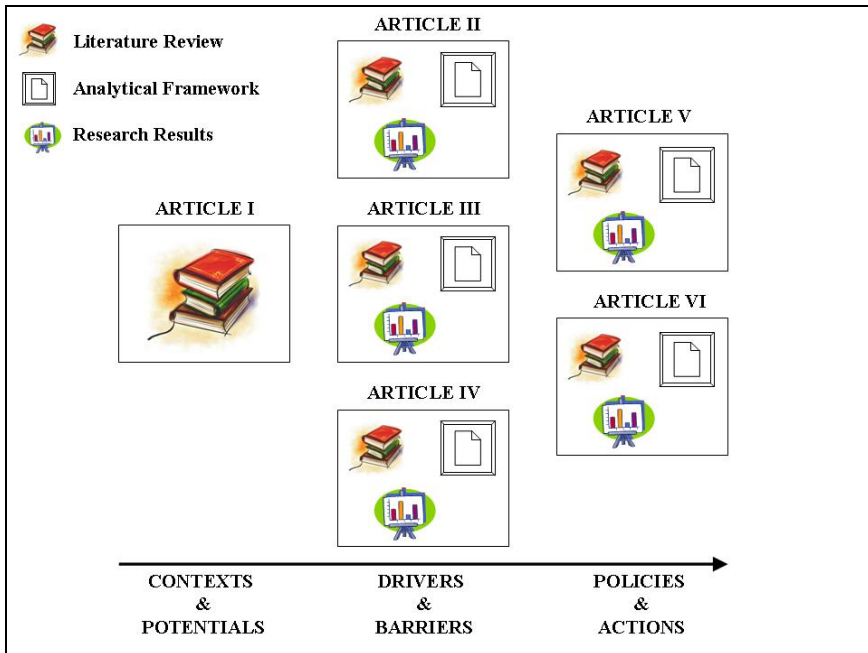 Literature Review
Analytical Framework
Research Results
ARTICLE I
ARTICLE II
ARTICLE III
ARTICLE IV
ARTICLE V
ARTICLE VI
CONTEXTS
&
POTENTIALS
DRIVERS
&
BARRIERS
POLICIES
&
ACTIONS